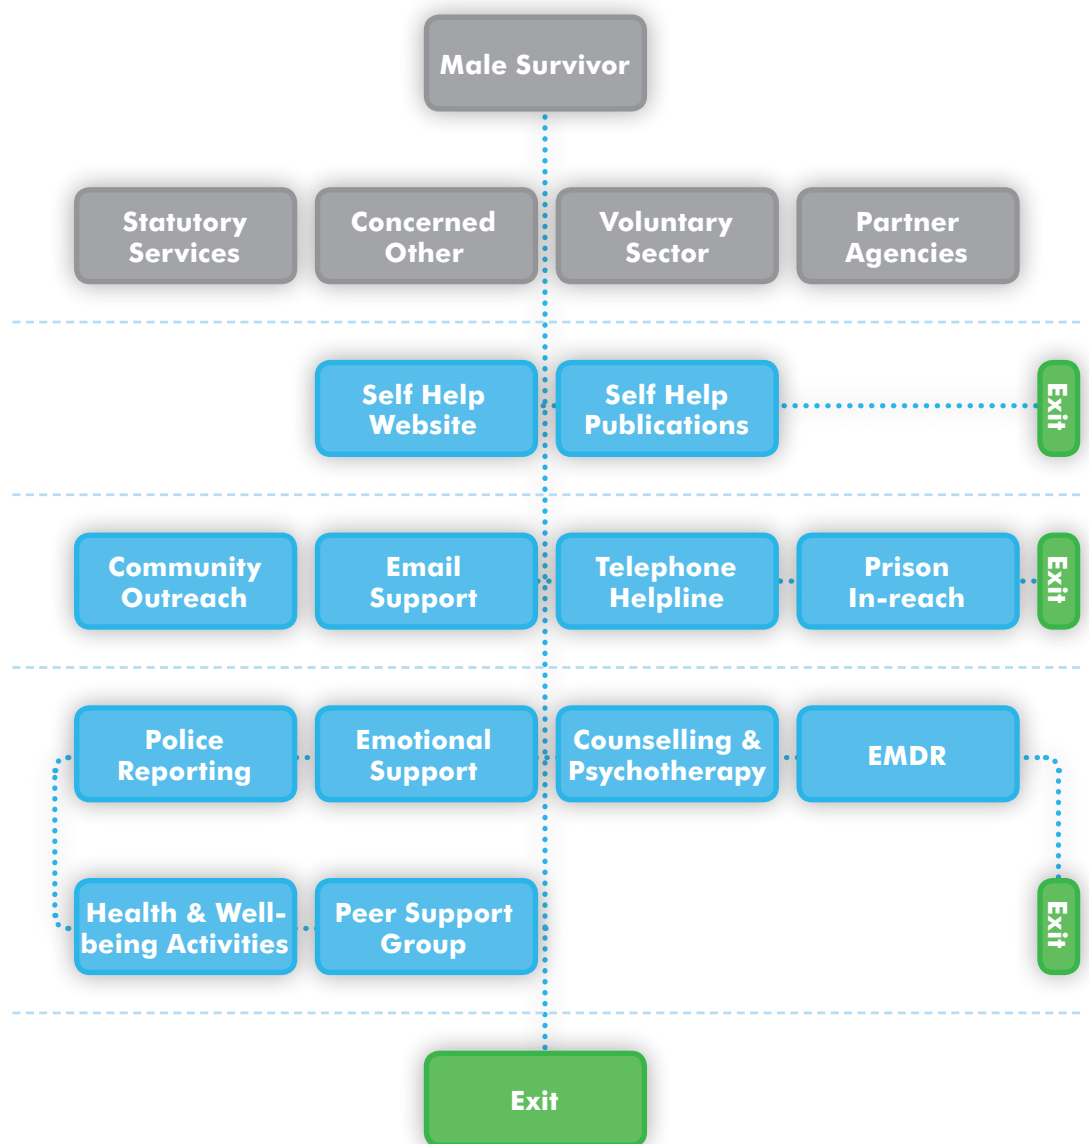 Male Survivor
Statutory
Services
Concerned
Other
Voluntary
Sector
Partner
Agencies
Self Help
Website
Self Help
Publications
Exit
Community
Outreach
Email
Support
Telephone
Helpline
Prison
In-reach
Exit
Police
Reporting
Emotional
Support
Counselling &
Psychotherapy
EMDR
Health & Well-
being Activities
Peer Support
Group
Exit
Exit